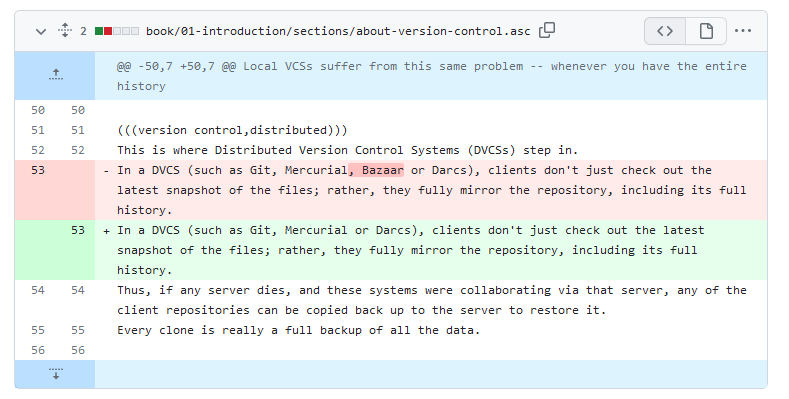 2 book/01-introduction/sections/about-version-control.asc
@@ -50,7 +50,7 @@ Local VCSs suffer from this same problem -- whenever you have the entire
history
50 50
51 51 (((version control,distributed)))
52 52 This is where Distributed Version Control Systems (DVCSs) step in.
53 - In a DVCS (such as Git, Mercurial, Bazaar or Darcs), clients don't just check out the
latest snapshot of the files; rather, they fully mirror the repository, including its full
history.
53 + In a DVCS (such as Git, Mercurial or Darcs), clients don't just check out the latest
snapshot of the files; rather, they fully mirror the repository, including its full
history.
54 54 Thus, if any server dies, and these systems were collaborating via that server, any of the
client repositories can be copied back up to the server to restore it.
55 55 Every clone is really a full backup of all the data.
56 56